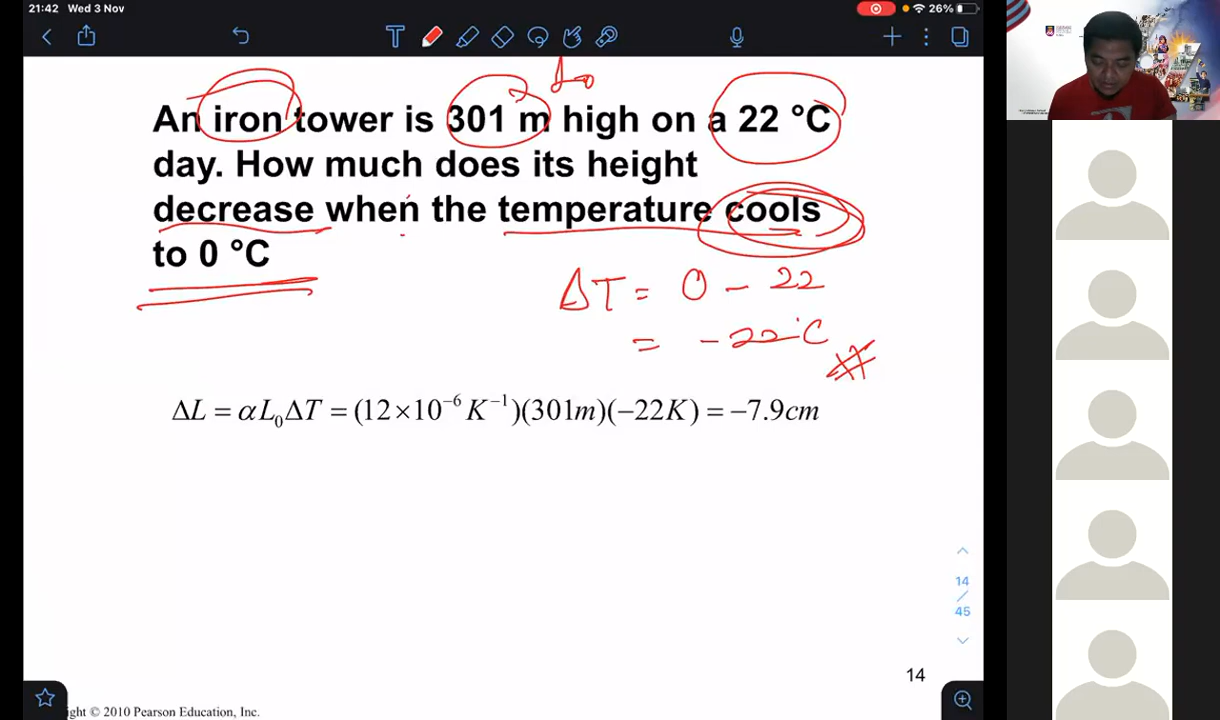 21:42 Wed 3 Nov
26%
L₀
An iron tower is 301 m high on a 22 °C
day. How much does its height
decrease when the temperature cools
to 0 °C
ΔT = 0 - 22
= -22°C
ΔL = αL₀ΔT = (12×10⁻⁶ K⁻¹)(301m)(−22K) = −7.9cm
14
/
45
14
ght © 2010 Pearson Education, Inc.